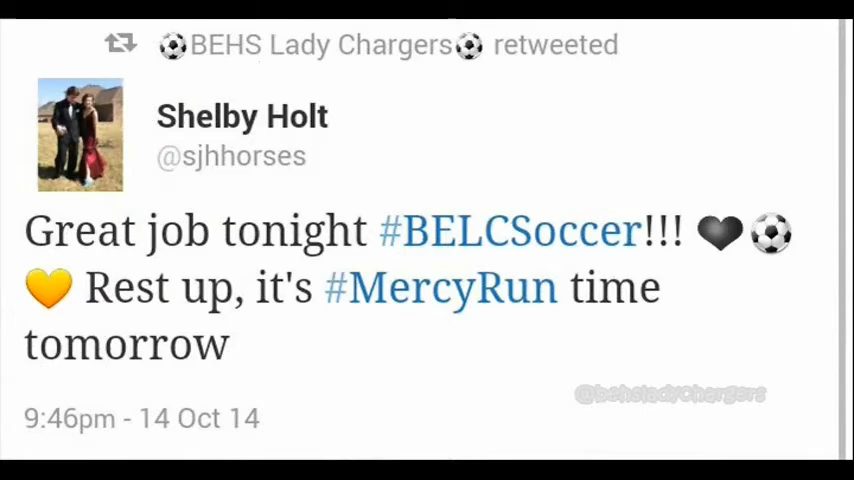 ⚽BEHS Lady Chargers⚽ retweeted
Shelby Holt
@sjhhorses
Great job tonight #BELCSoccer!!! 🖤⚽
💛 Rest up, it's #MercyRun time
tomorrow
@behsladychargers
9:46pm - 14 Oct 14